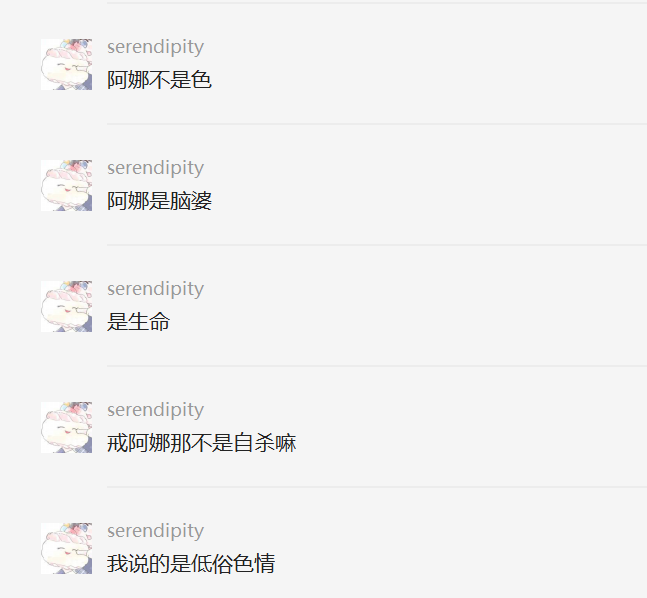 serendipity
阿娜不是色
serendipity
阿娜是脑婆
serendipity
是生命
serendipity
戒阿娜那不是自杀嘛
serendipity
我说的是低俗色情